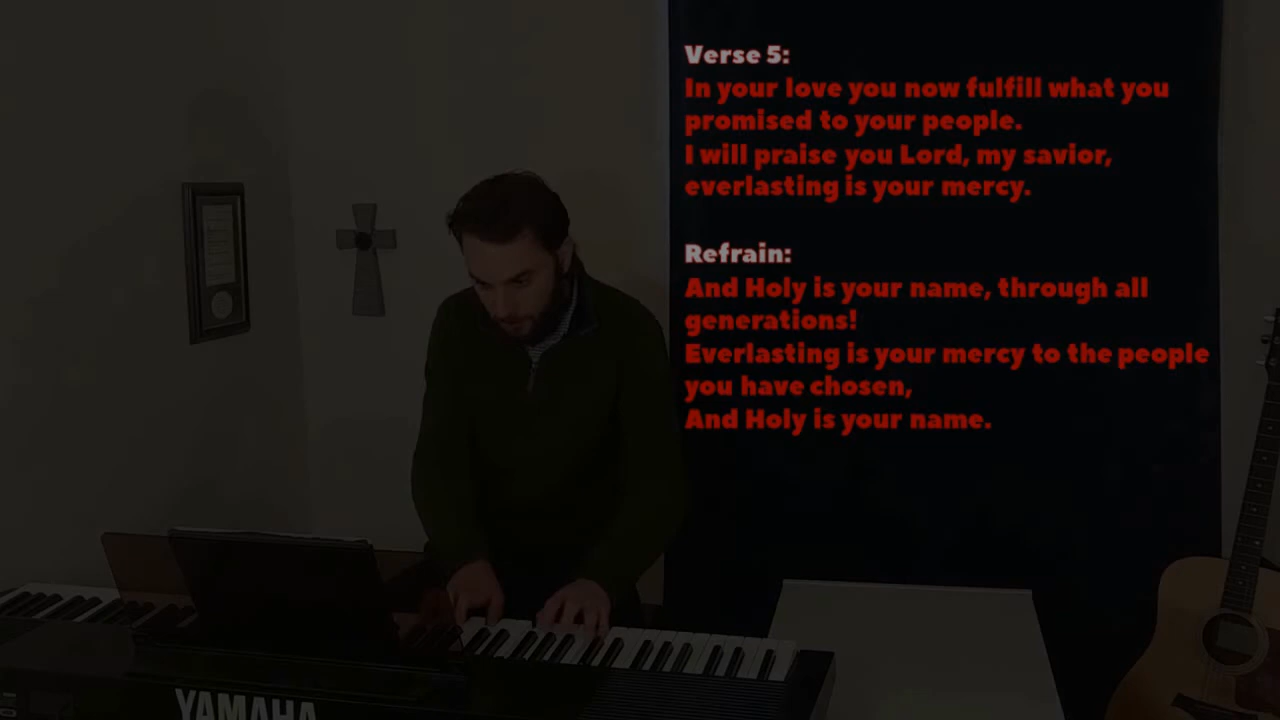 Verse 5:
In your love you now fulfill what you
promised to your people.
I will praise you Lord, my savior,
everlasting is your mercy.
Refrain:
And Holy is your name, through all
generations!
Everlasting is your mercy to the people
you have chosen,
And Holy is your name.
YAMAHA